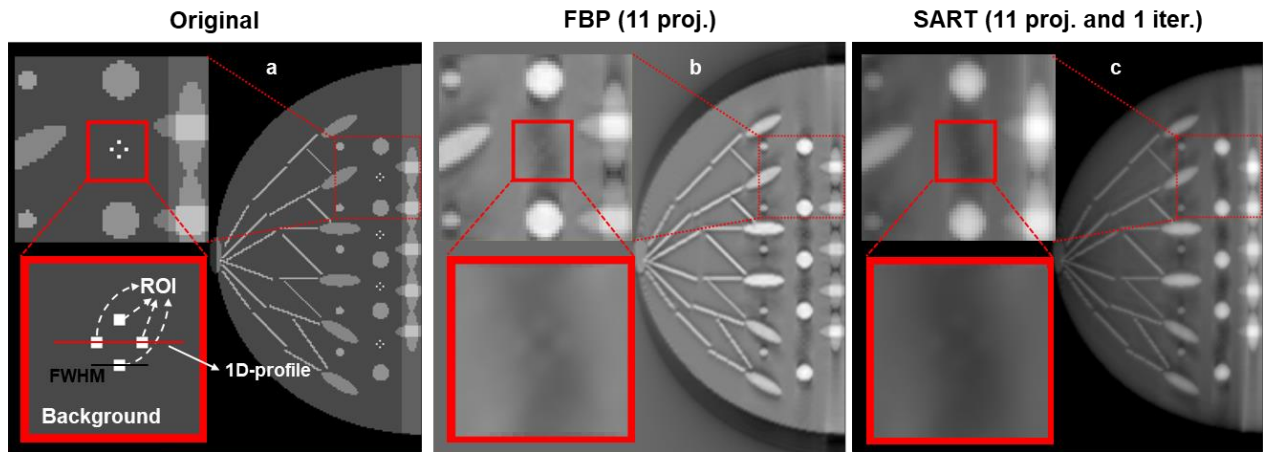 Original
FBP (11 proj.)
SART (11 proj. and 1 iter.)
a
b
c
ROI
FWHM
1D-profile
Background